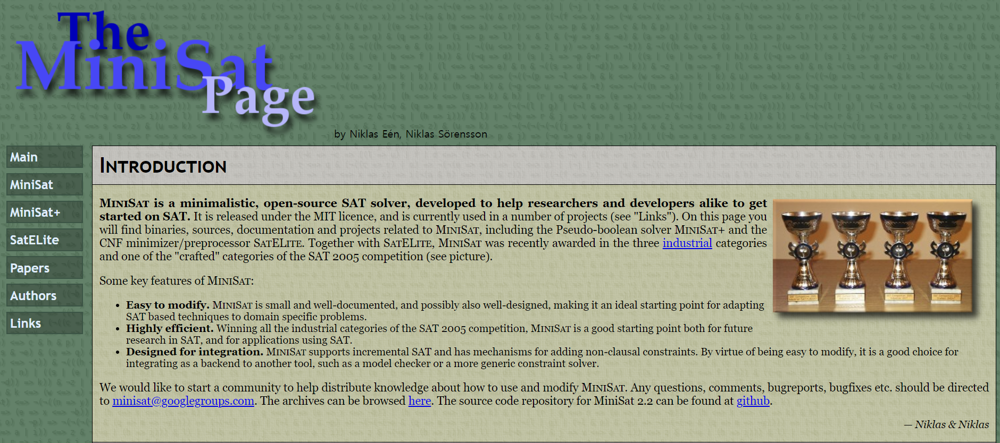 The
MiniSat
Page
by Niklas Eén, Niklas Sörensson
Main
MiniSat
MiniSat+
SatELite
Papers
Authors
Links
Introduction
MiniSat is a minimalistic, open-source SAT solver, developed to help researchers and developers alike to get
started on SAT. It is released under the MIT licence, and is currently used in a number of projects (see "Links"). On this page you
will find binaries, sources, documentation and projects related to MiniSat, including the Pseudo-boolean solver MiniSat+ and the
CNF minimizer/preprocessor SatELite. Together with SatELite, MiniSat was recently awarded in the three industrial categories
and one of the "crafted" categories of the SAT 2005 competition (see picture).
Some key features of MiniSat:
• Easy to modify. MiniSat is small and well-documented, and possibly also well-designed, making it an ideal starting point for adapting
SAT based techniques to domain specific problems.
• Highly efficient. Winning all the industrial categories of the SAT 2005 competition, MiniSat is a good starting point both for future
research in SAT, and for applications using SAT.
• Designed for integration. MiniSat supports incremental SAT and has mechanisms for adding non-clausal constraints. By virtue of being easy to modify, it is a good choice for
integrating as a backend to another tool, such as a model checker or a more generic constraint solver.
We would like to start a community to help distribute knowledge about how to use and modify MiniSat. Any questions, comments, bugreports, bugfixes etc. should be directed
to minisat@googlegroups.com. The archives can be browsed here. The source code repository for MiniSat 2.2 can be found at github.
— Niklas & Niklas